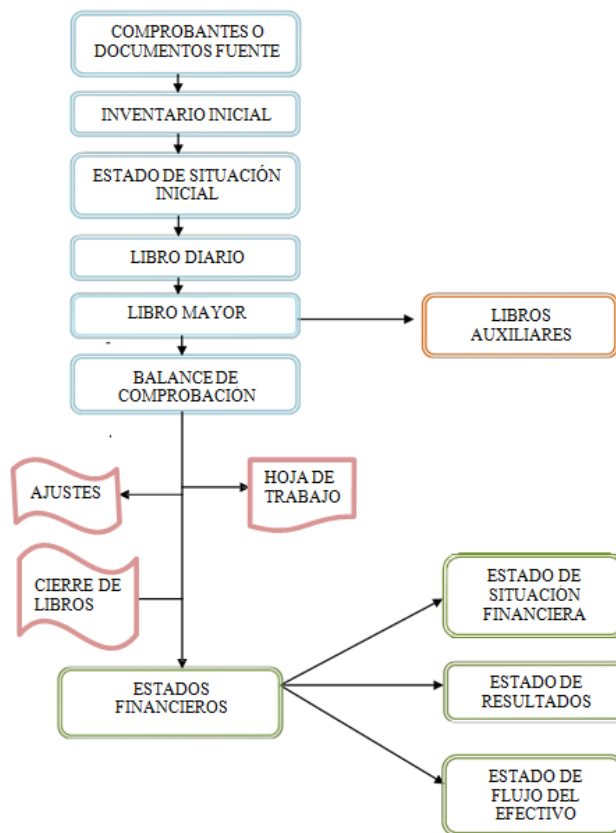 COMPROBANTES O
DOCUMENTOS FUENTE
INVENTARIO INICIAL
ESTADO DE SITUACIÓN
INICIAL
LIBRO DIARIO
LIBRO MAYOR
LIBROS
AUXILIARES
BALANCE DE
COMPROBACIÓN
AJUSTES
HOJA DE
TRABAJO
CIERRE DE
LIBROS
ESTADO DE
SITUACIÒN
FINANCIERA
ESTADOS
FINANCIEROS
ESTADO DE
RESULTADOS
ESTADO DE
FLUJO DEL
EFECTIVO